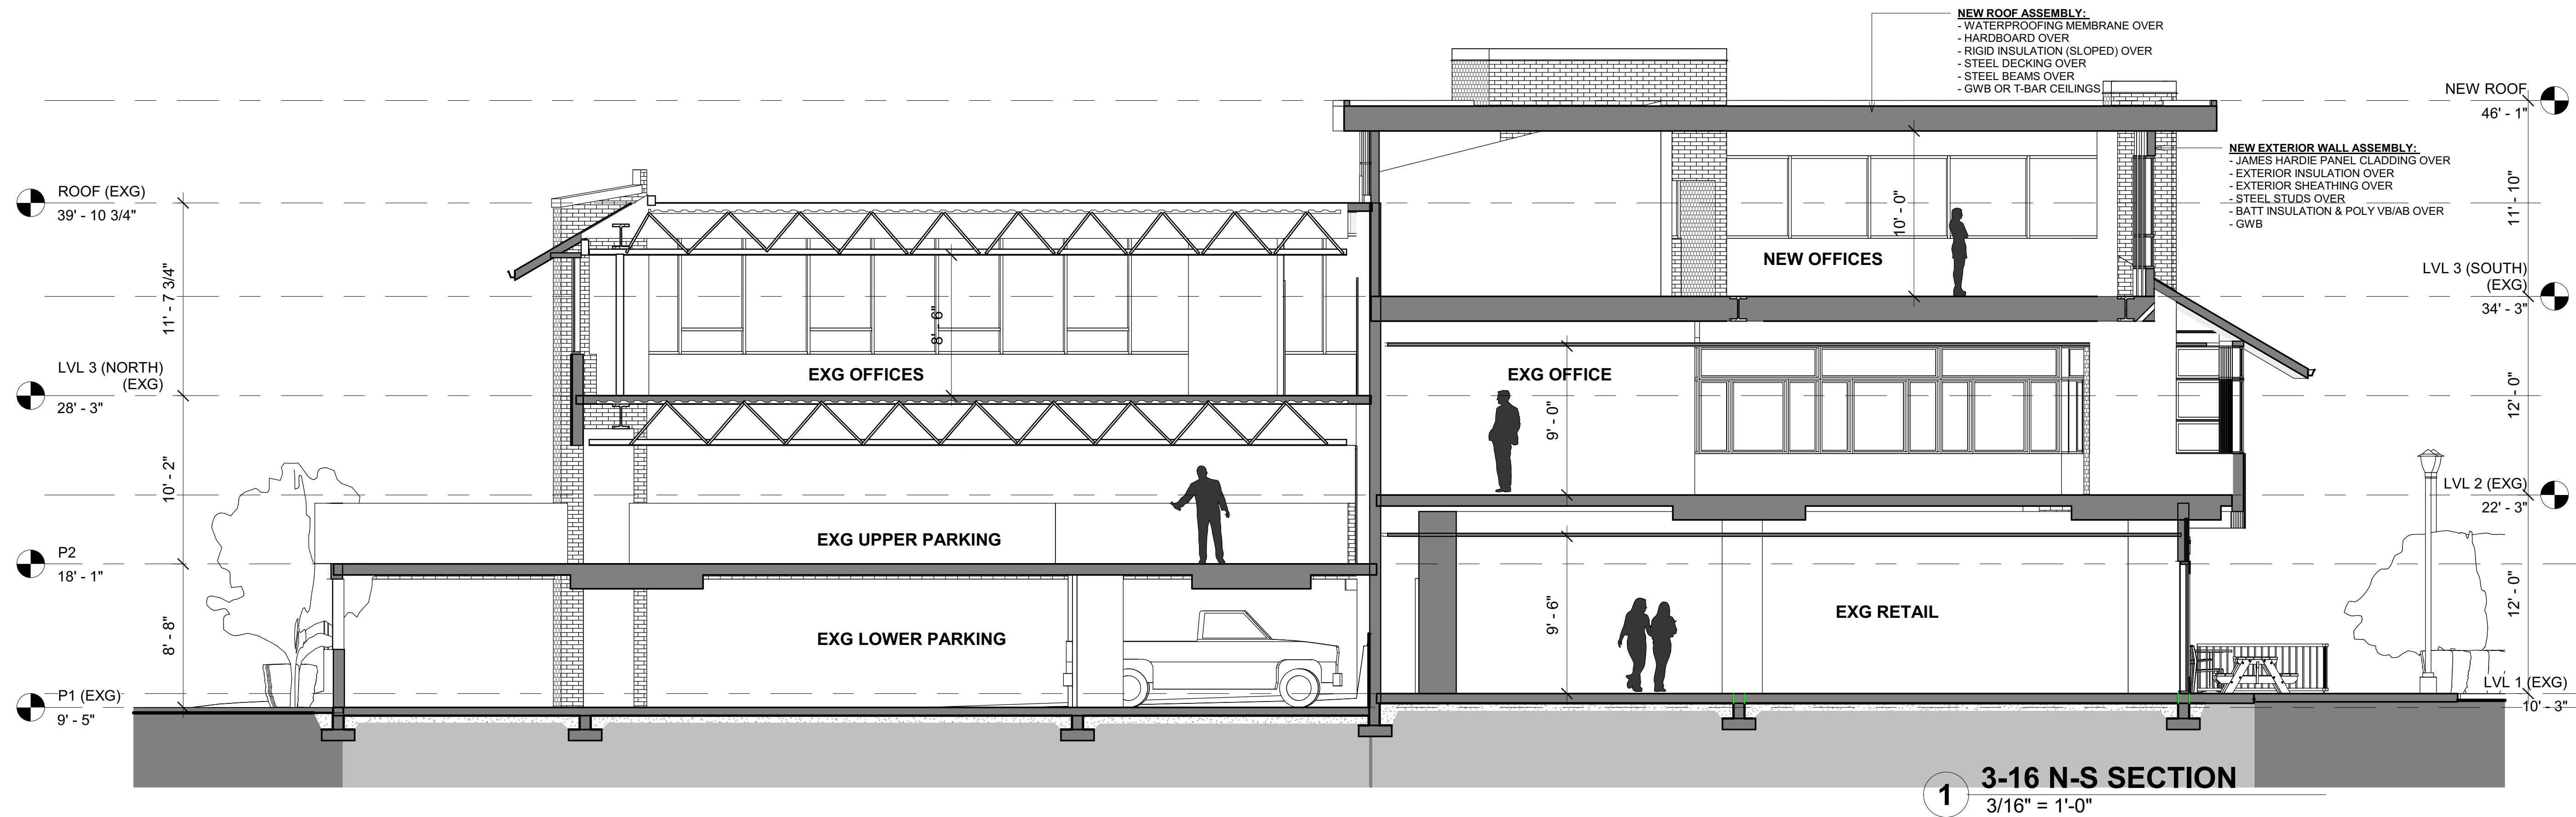 NEW ROOF ASSEMBLY:
- WATERPROOFING MEMBRANE OVER
- HARDBOARD OVER
- RIGID INSULATION (SLOPED) OVER
- STEEL DECKING OVER
- STEEL BEAMS OVER
- GWB OR T-BAR CEILINGS
NEW ROOF
46' - 1"
NEW EXTERIOR WALL ASSEMBLY:
- JAMES HARDIE PANEL CLADDING OVER
- EXTERIOR INSULATION OVER
- EXTERIOR SHEATHING OVER
- STEEL STUDS OVER
- BATT INSULATION & POLY VB/AB OVER
- GWB
11' - 10"
ROOF (EXG)
39' - 10 3/4"
10' - 0"
NEW OFFICES
LVL 3 (SOUTH)
(EXG)
34' - 3"
11' - 7 3/4"
8' - 6"
LVL 3 (NORTH)
(EXG)
28' - 3"
EXG OFFICES
EXG OFFICE
9' - 0"
12' - 0"
10' - 2"
LVL 2 (EXG)
22' - 3"
EXG UPPER PARKING
P2
18' - 1"
8' - 8"
EXG LOWER PARKING
9' - 6"
EXG RETAIL
12' - 0"
P1 (EXG)
9' - 5"
LVL 1 (EXG)
10' - 3"
1
3-16 N-S SECTION
3/16" = 1'-0"